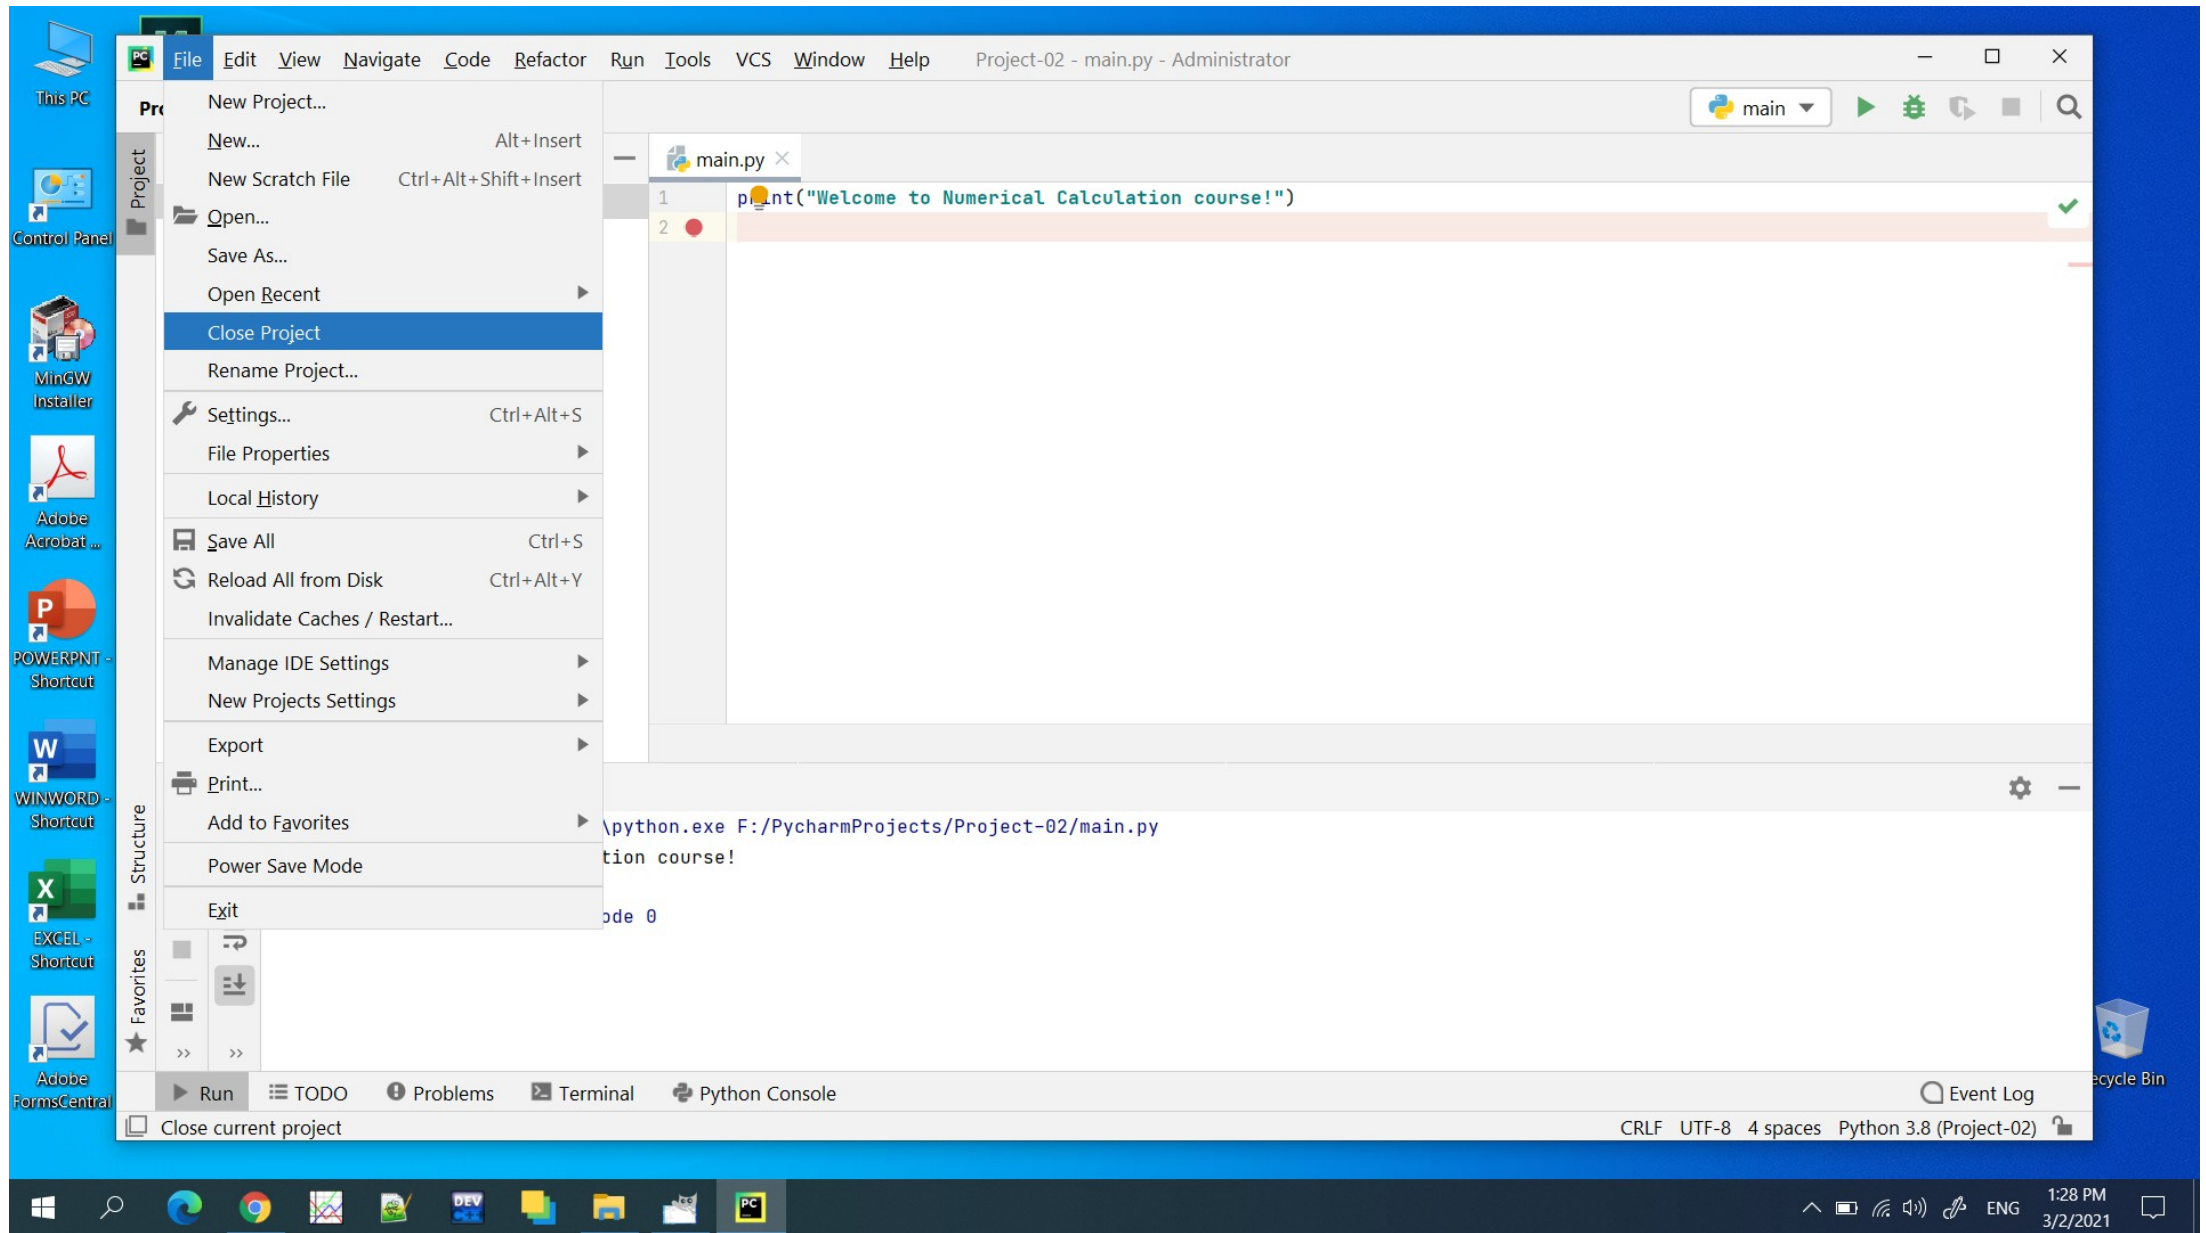 This PC
Control Panel
MinGW
Installer
Adobe
Acrobat ...
POWERPNT -
Shortcut
WINWORD -
Shortcut
EXCEL -
Shortcut
Adobe
FormsCentral
PC File Edit View Navigate Code Refactor Run Tools VCS Window Help Project-02 - main.py - Administrator
main
New Project...
New... Alt+Insert
New Scratch File Ctrl+Alt+Shift+Insert
Open...
Save As...
Open Recent
Close Project
Rename Project...
Settings... Ctrl+Alt+S
File Properties
Local History
Save All Ctrl+S
Reload All from Disk Ctrl+Alt+Y
Invalidate Caches / Restart...
Manage IDE Settings
New Projects Settings
Export
Print...
Add to Favorites
Power Save Mode
Exit
Project
Structure
Favorites
main.py
1 print("Welcome to Numerical Calculation course!")
2
\python.exe F:/PycharmProjects/Project-02/main.py
tion course!
ode 0
Run TODO Problems Terminal Python Console Event Log
Close current project CRLF UTF-8 4 spaces Python 3.8 (Project-02)
ecycle Bin
DEV
C++
PC
ENG
1:28 PM
3/2/2021